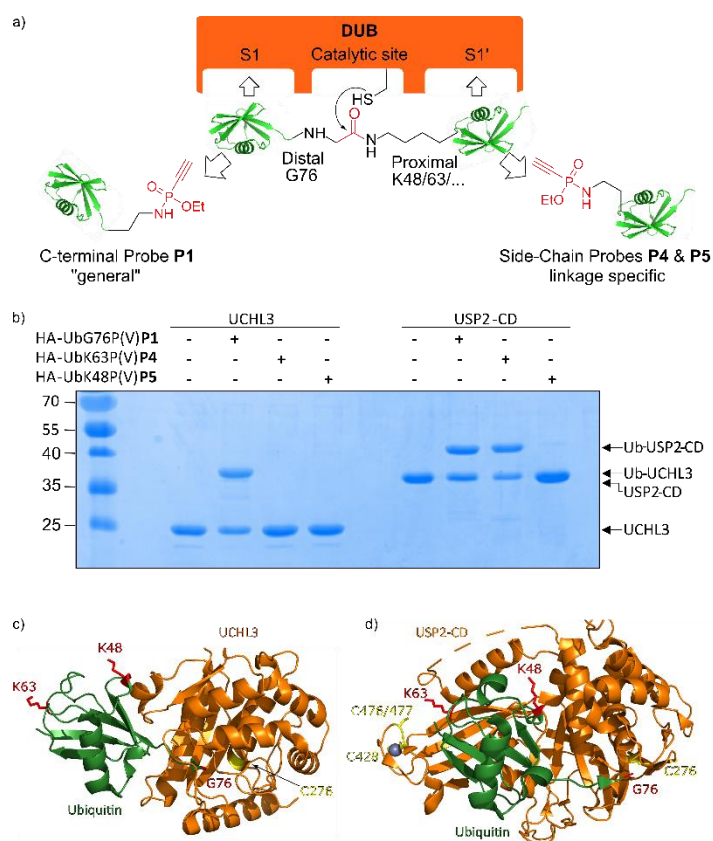 a)
DUB
S1 Catalytic site S1'
HS
O
NH
N
H
Distal
G76
Proximal
K48/63/...
O
P
NH
OEt
O
P
EtO
NH
C-terminal Probe P1
"general"
Side-Chain Probes P4 & P5
linkage specific
b)
UCHL3 USP2-CD
HA-UbG76P(V)P1 - + - - - + - -
HA-UbK63P(V)P4 - - + - - - + -
HA-UbK48P(V)P5 - - - + - - - +
70
55
40
35
25
Ub-USP2-CD
Ub-UCHL3
USP2-CD
UCHL3
c)
UCHL3
K48
K63
G76
C276
Ubiquitin
d)
USP2-CD
K48
K63
C476/477
C428
C276
G76
Ubiquitin